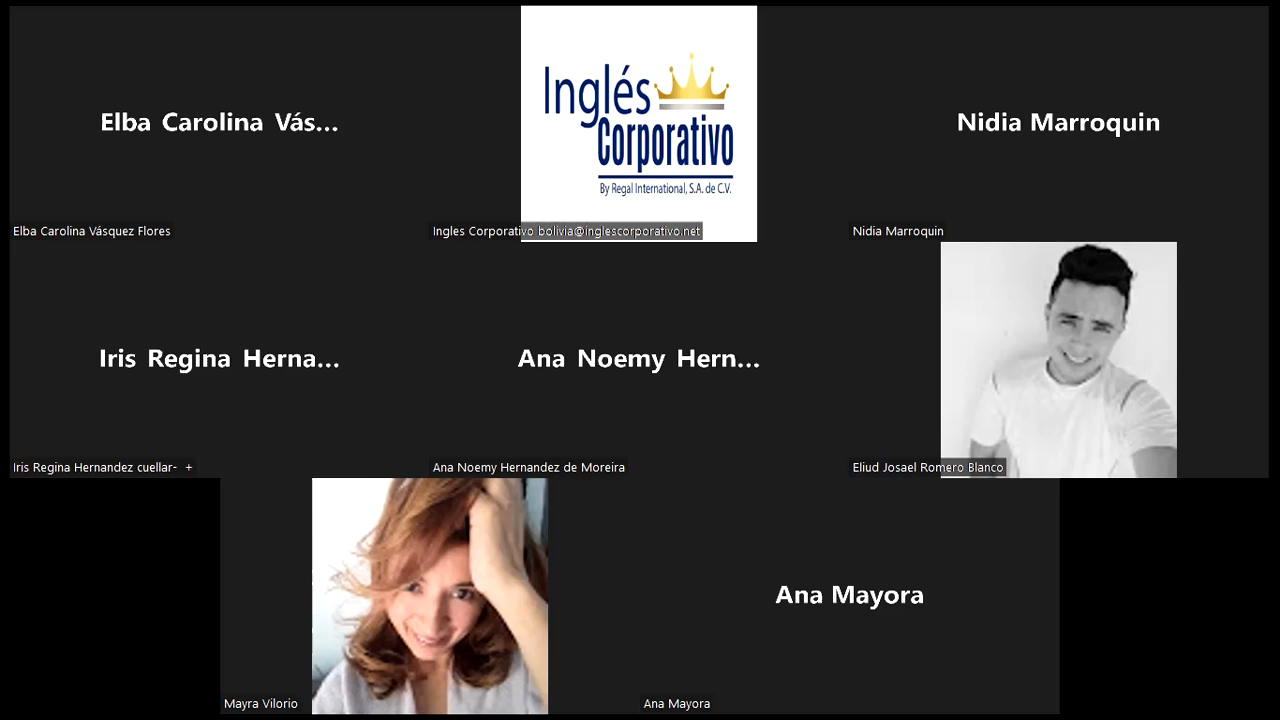 Elba Carolina Vás...
Elba Carolina Vásquez Flores
Inglés
Corporativo
By Regal International, S.A. de C.V.
Ingles Corporativo bolivia@inglescorporativo.net
Nidia Marroquin
Nidia Marroquin
Iris Regina Herna...
Iris Regina Hernandez cuellar- +
Ana Noemy Hern...
Ana Noemy Hernandez de Moreira
Eliud Josael Romero Blanco
Mayra Vilorio
Ana Mayora
Ana Mayora